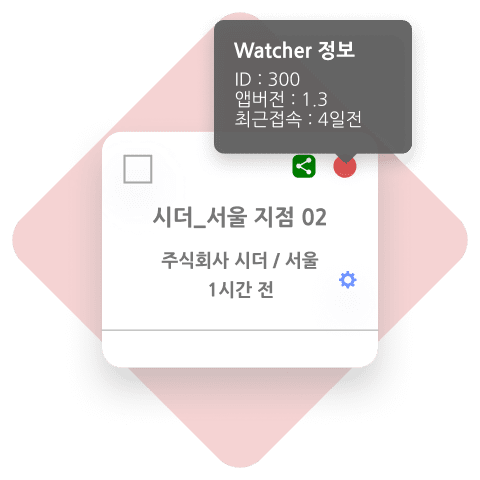 Watcher 정보
ID : 300
앱버전 : 1.3
최근접속 : 4일전
시더_서울 지점 02
주식회사 시더 / 서울
1시간 전